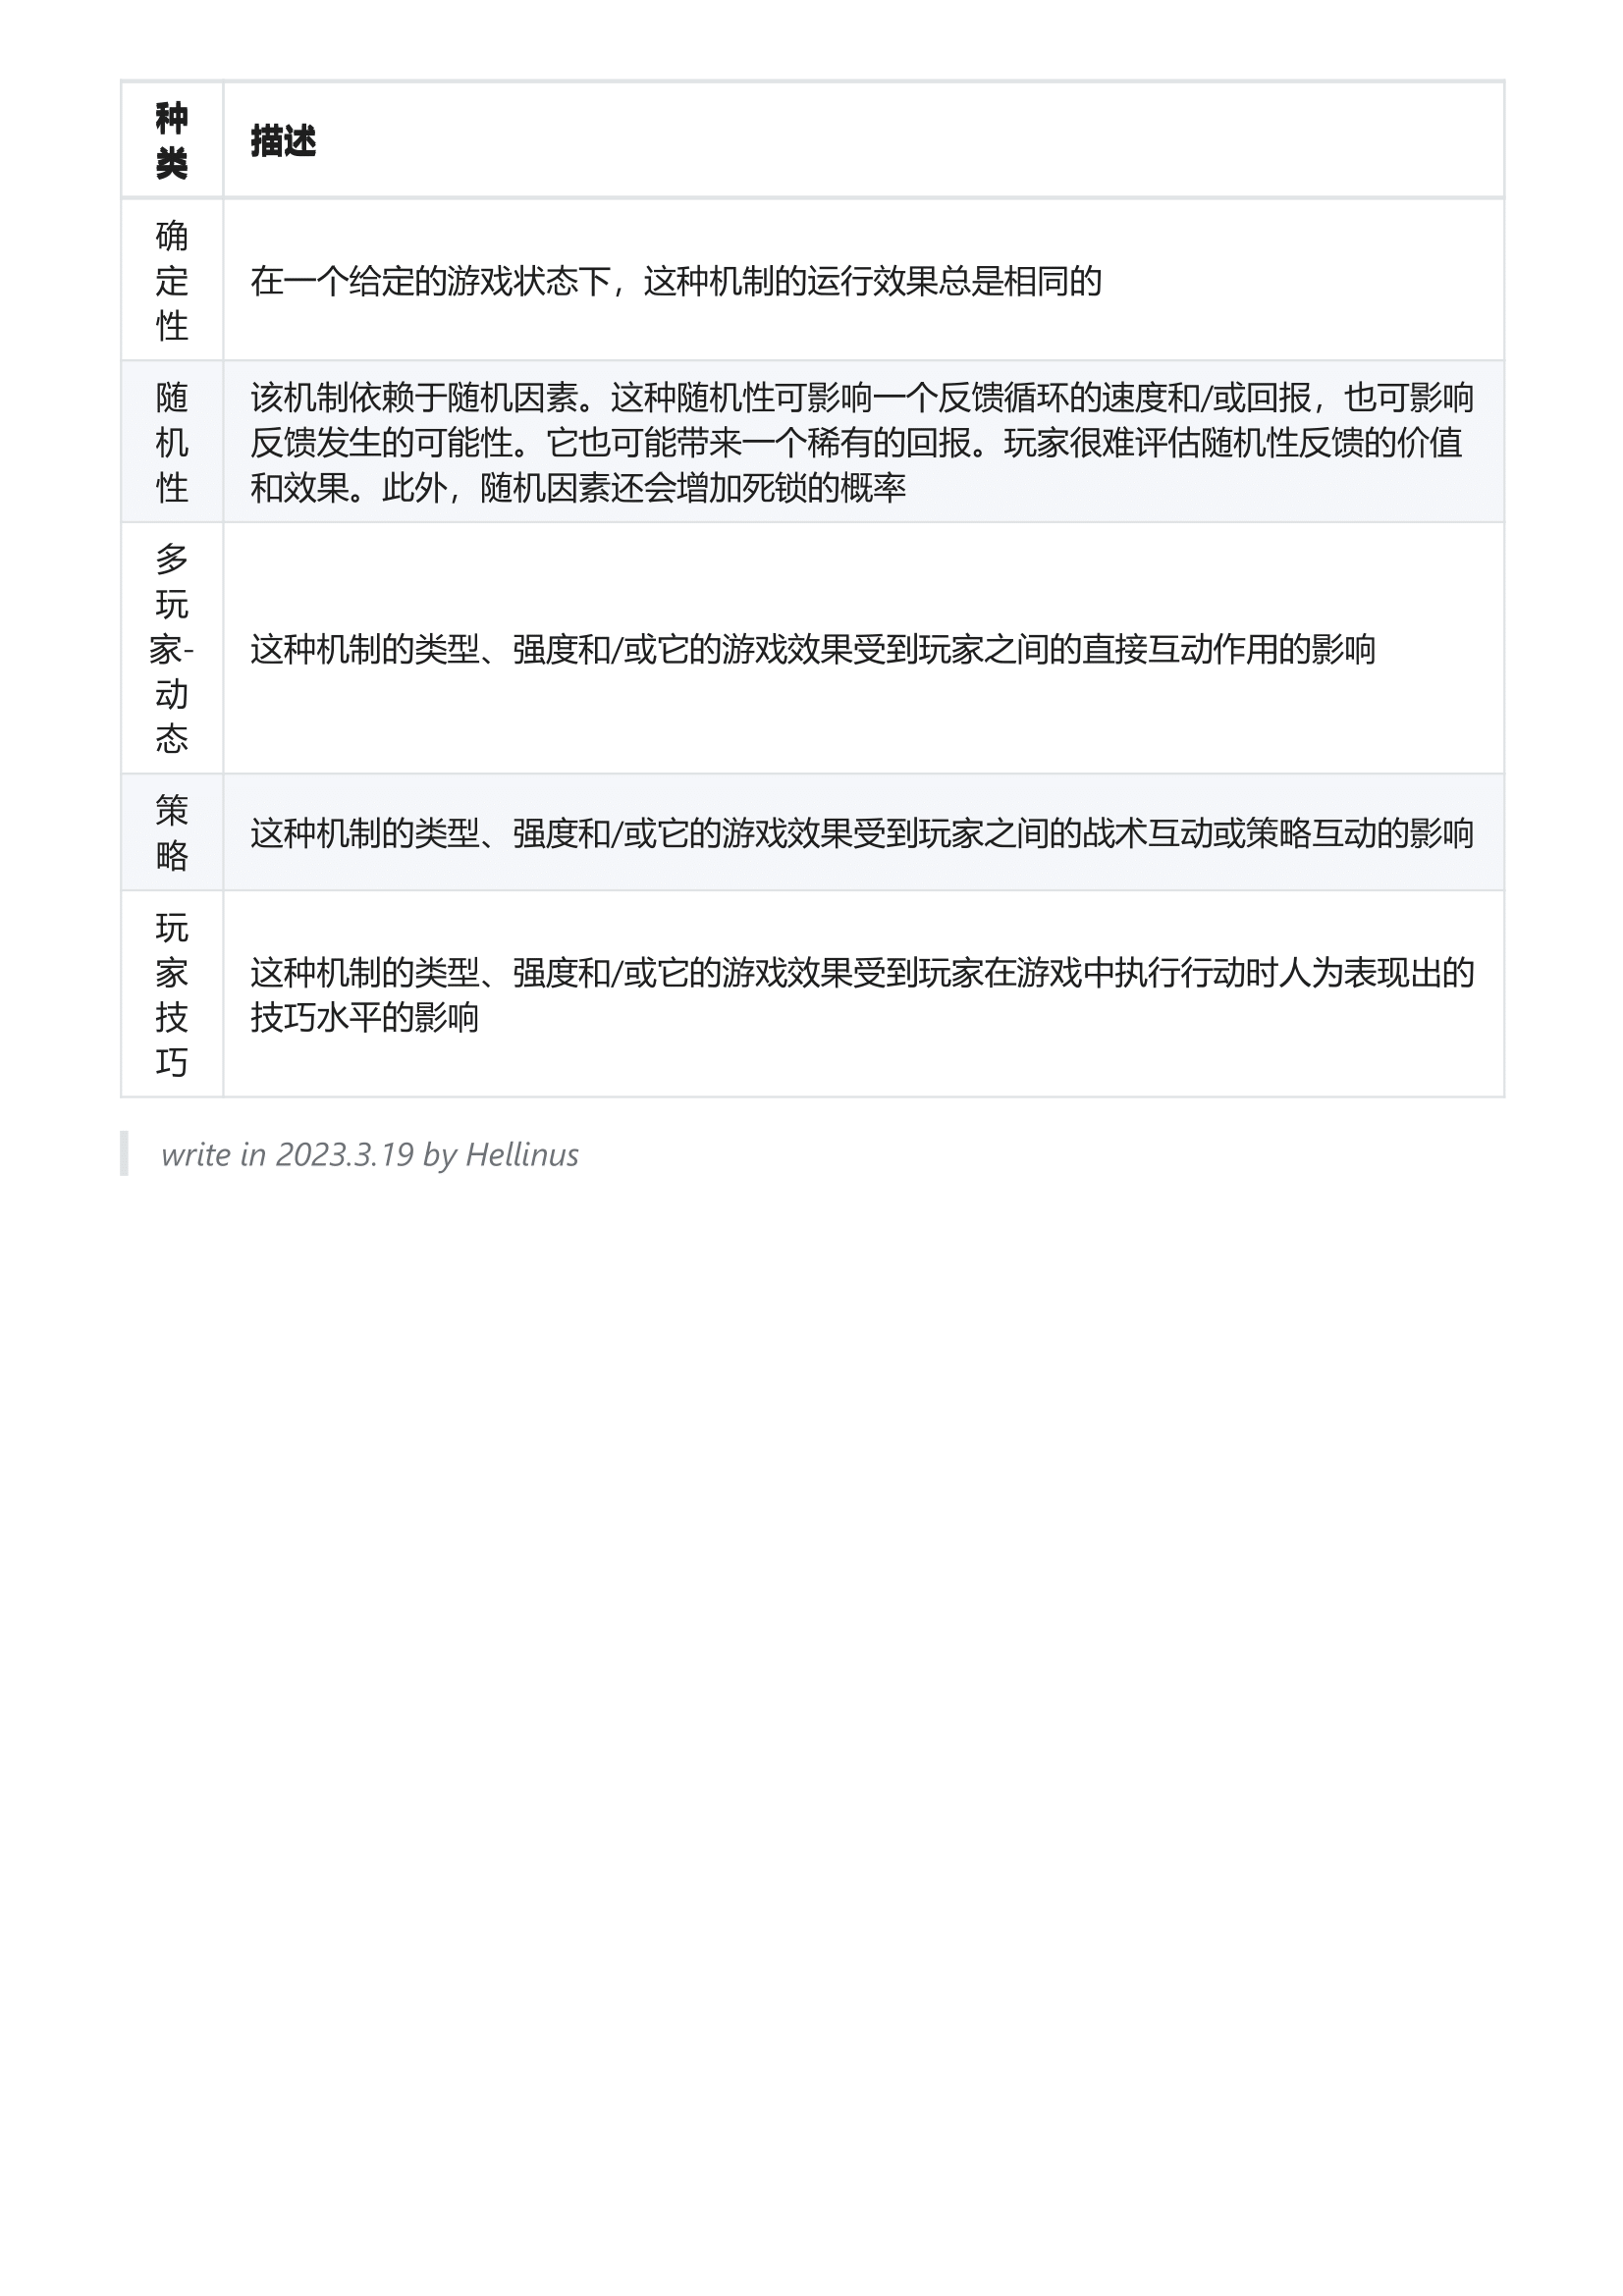 种
类
描述
确
定
性
在一个给定的游戏状态下，这种机制的运行效果总是相同的
随
机
性
该机制依赖于随机因素。这种随机性可影响一个反馈循环的速度和/或回报，也可影响
反馈发生的可能性。它也可能带来一个稀有的回报。玩家很难评估随机性反馈的价值
和效果。此外，随机因素还会增加死锁的概率
多
玩
家-
动
态
这种机制的类型、强度和/或它的游戏效果受到玩家之间的直接互动作用的影响
策
略
这种机制的类型、强度和/或它的游戏效果受到玩家之间的战术互动或策略互动的影响
玩
家
技
巧
这种机制的类型、强度和/或它的游戏效果受到玩家在游戏中执行行动时人为表现出的
技巧水平的影响
write in 2023.3.19 by Hellinus